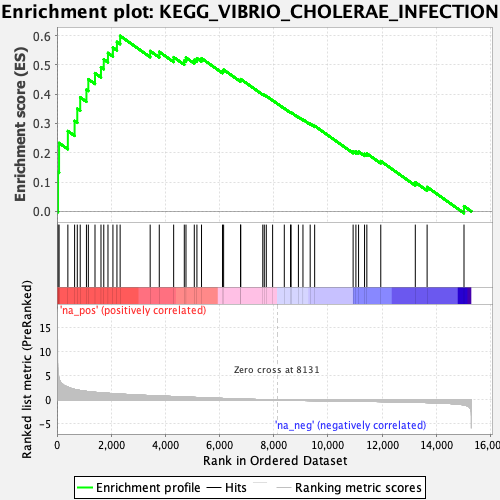 Enrichment plot: KEGG_VIBRIO_CHOLERAE_INFECTION
Enrichment score (ES)
0.6
0.5
0.4
0.3
0.2
0.1
0.0
'na_pos' (positively correlated)
Ranked list metric (PreRanked)
15
10
5
0
-5
Zero cross at 8131
'na_neg' (negatively correlated)
0 2,000 4,000 6,000 8,000 10,000 12,000 14,000 16,000
Rank in Ordered Dataset
Enrichment profile Hits Ranking metric scores